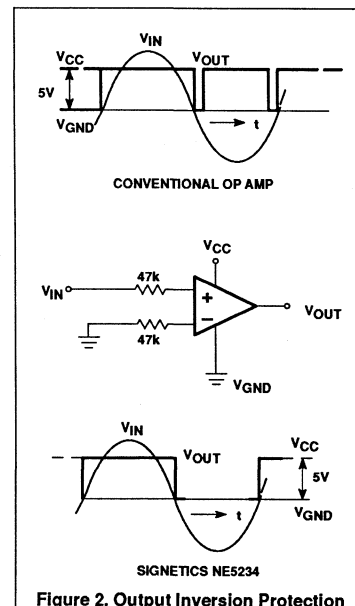 VIN
VCC
VOUT
5V
VGND
t
CONVENTIONAL OP AMP
VCC
47k
VIN
+
−
VOUT
47k
VGND
VIN
VOUT
VCC
5V
VGND
t
SIGNETICS NE5234
Figure 2. Output Inversion Protection